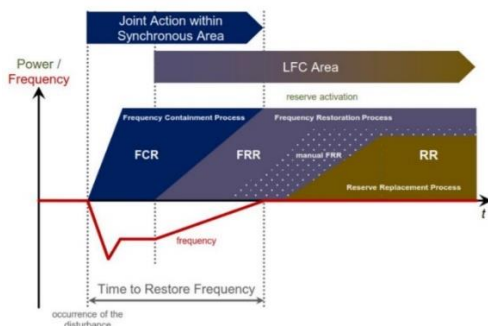 Joint Action within
Synchronous Area
Power /
Frequency
LFC Area
reserve activation
Frequency Containment Process
Frequency Restoration Process
FCR
FRR
manual FRR
RR
Reserve Replacement Process
t
frequency
Time to Restore Frequency
occurrence of the
disturbance